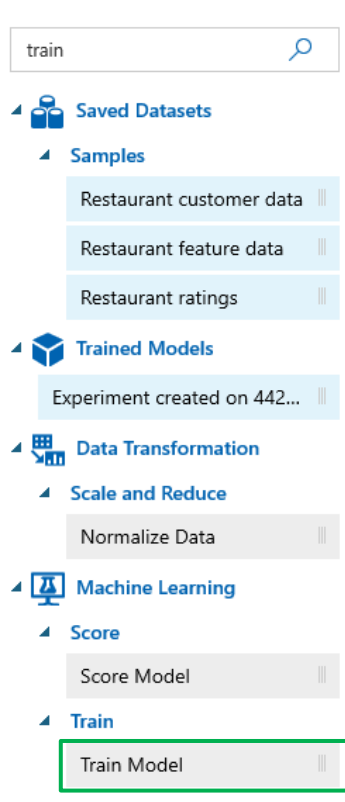 train
Saved Datasets
Samples
Restaurant customer data
Restaurant feature data
Restaurant ratings
Trained Models
Experiment created on 442...
Data Transformation
Scale and Reduce
Normalize Data
Machine Learning
Score
Score Model
Train
Train Model